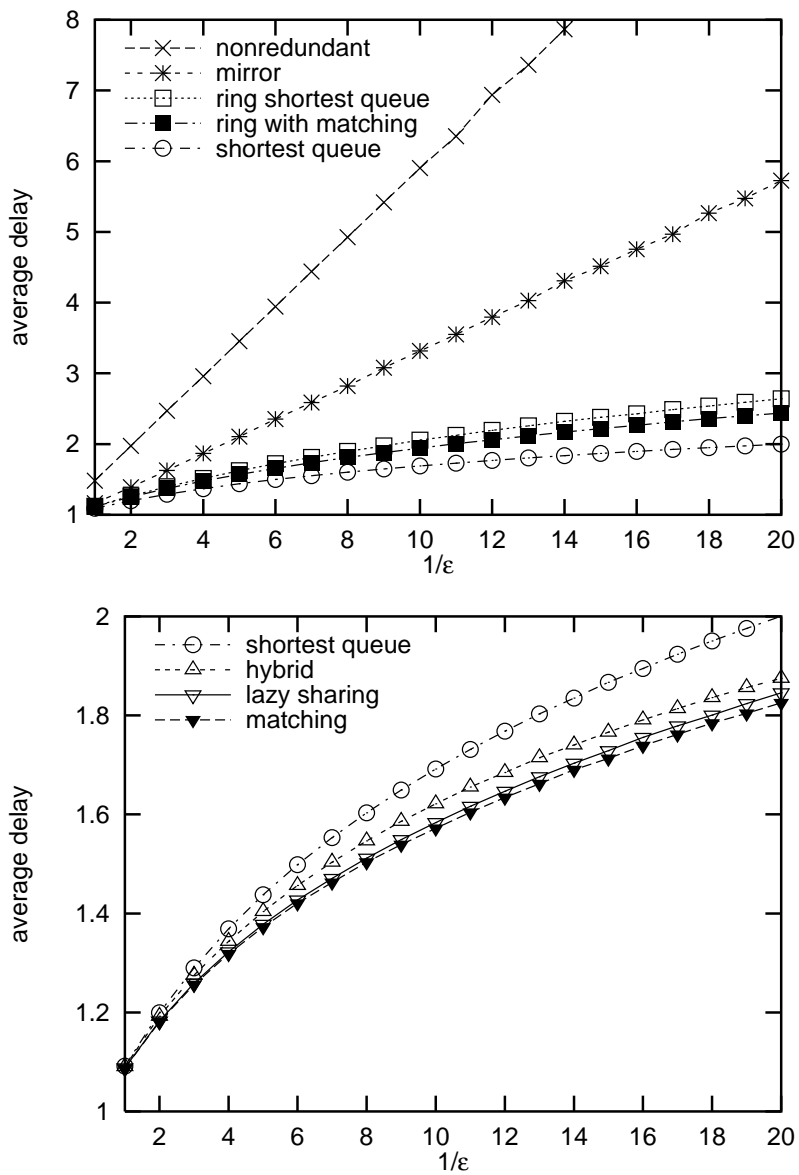 8
7
6
5
4
3
2
1
average delay
nonredundant
mirror
ring shortest queue
ring with matching
shortest queue
2 4 6 8 10 12 14 16 18 20
1/ε
2
1.8
1.6
1.4
1.2
1
average delay
shortest queue
hybrid
lazy sharing
matching
2 4 6 8 10 12 14 16 18 20
1/ε